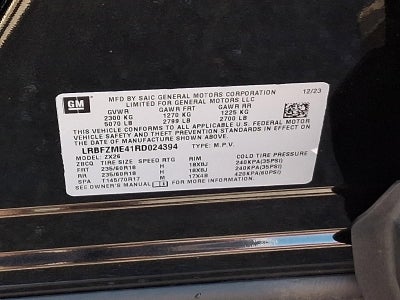 MFD BY SAIC GENERAL MOTORS CORPORATION
LIMITED FOR GENERAL MOTORS LLC
12/23
GM
GVWR GAWR FRT GAWR RR
2300 KG 1270 KG 1225 KG
5070 LB 2799 LB 2700 LB
THIS VEHICLE CONFORMS TO ALL APPLICABLE U.S. FEDERAL MOTOR
VEHICLE SAFETY AND THEFT PREVENTION STANDARDS IN EFFECT ON
THE DATE OF MANUFACTURE SHOWN ABOVE.
LRBFZME41RD024394 TYPE: M.P.V.
MODEL: ZX26
BECQ TIRE SIZE SPEED RTG RIM COLD TIRE PRESSURE
FRT 235/60R18 H 18X8J 240KPA(35PSI)
RR 235/60R18 H 18X8J 240KPA(35PSI)
SPA T145/70R17 M 17X4B 420KPA(60PSI)
SEE OWNER'S MANUAL FOR MORE INFORMATION.